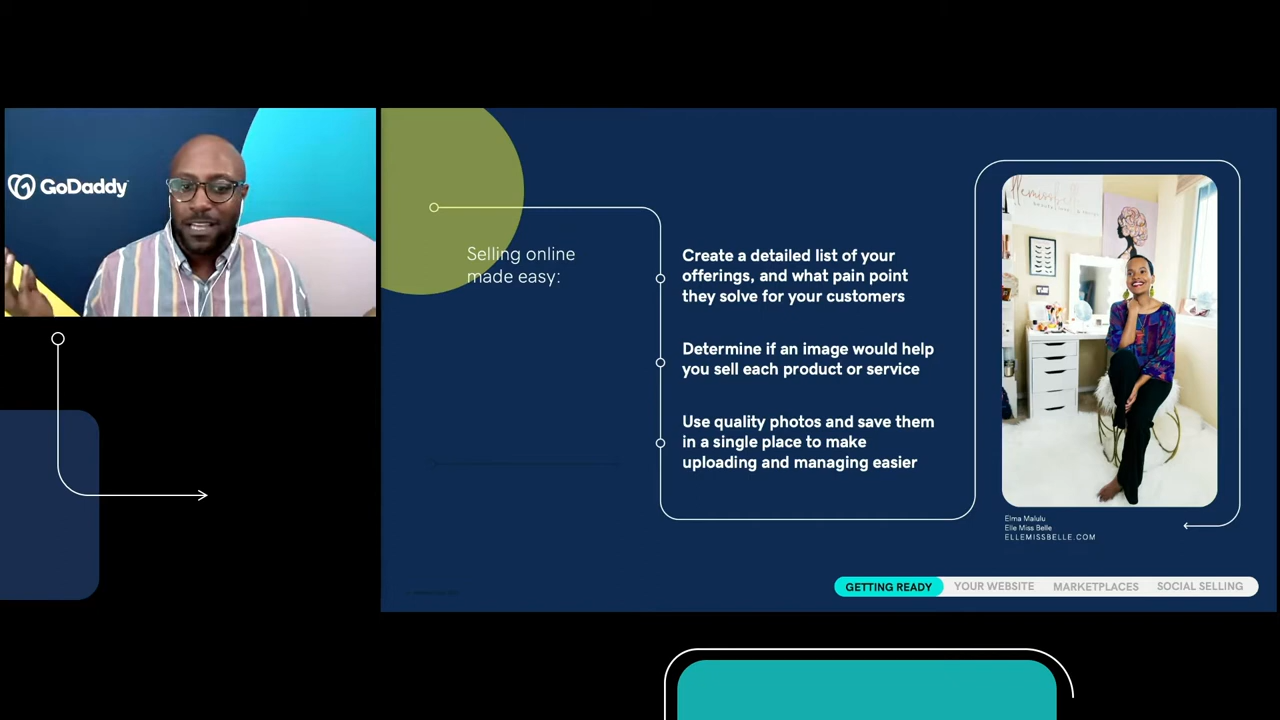 GoDaddy
Selling online
made easy:
Create a detailed list of your
offerings, and what pain point
they solve for your customers
Determine if an image would help
you sell each product or service
Use quality photos and save them
in a single place to make
uploading and managing easier
Elma Malulu
Elle Miss Belle
ELLEMISSBELLE.COM
GETTING READY
YOUR WEBSITE
MARKETPLACES
SOCIAL SELLING